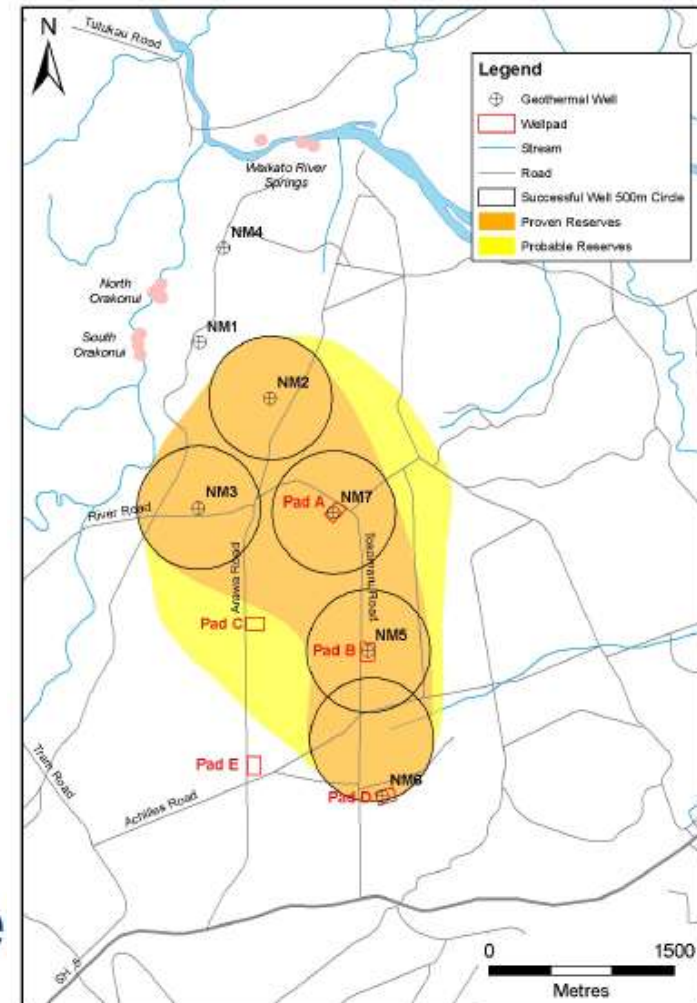 N
Tutukau Road
Legend
Geothermal Well
Wellpad
Stream
Road
Successful Well 500m Circle
Proven Reserves
Probable Reserves
Waikato River
Springs
NM4
North
Orakonui
South
Orakonui
NM1
NM2
NM3
River Road
Pad A
NM7
Arawa Road
Pad C
Pad B
NM5
Tram Road
Pad E
Achilles Road
Pad D
NM6
0 1500
Metres
e